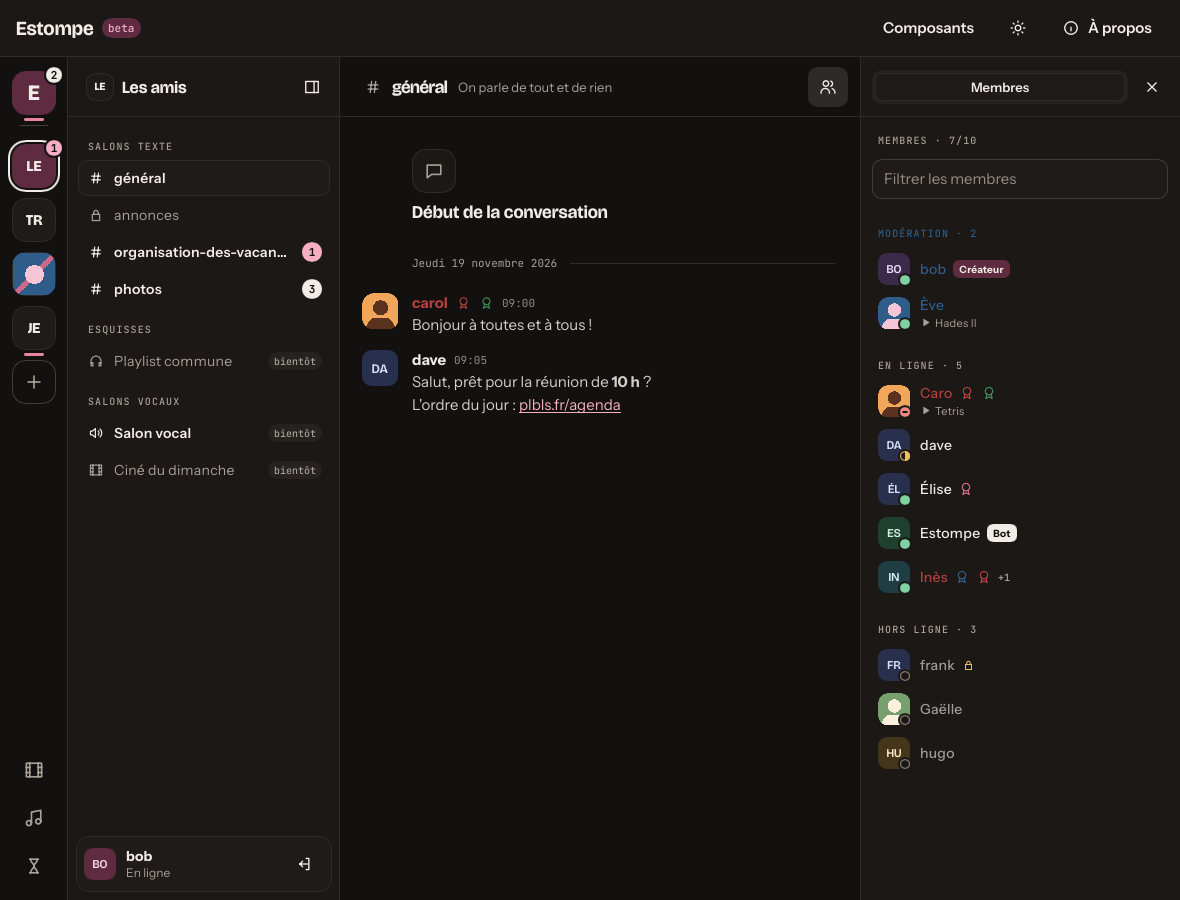 Estompe beta
Composants
À propos
E
2
LE
1
TR
JE
LE Les amis
SALONS TEXTE
# général
annonces
# organisation-des-vacan... 1
# photos 3
ESQUISSES
Playlist commune bientôt
SALONS VOCAUX
Salon vocal bientôt
Ciné du dimanche bientôt
BO bob
En ligne
# général On parle de tout et de rien
Début de la conversation
Jeudi 19 novembre 2026
carol 09:00
Bonjour à toutes et à tous !
DA dave 09:05
Salut, prêt pour la réunion de 10 h ?
L'ordre du jour : plbls.fr/agenda
Membres
MEMBRES · 7/10
Filtrer les membres
MODÉRATION · 2
BO bob Créateur
Ève
Hades II
EN LIGNE · 5
Caro
Tetris
DA dave
ÉL Élise
ES Estompe Bot
IN Inès +1
HORS LIGNE · 3
FR frank
Gaëlle
HU hugo